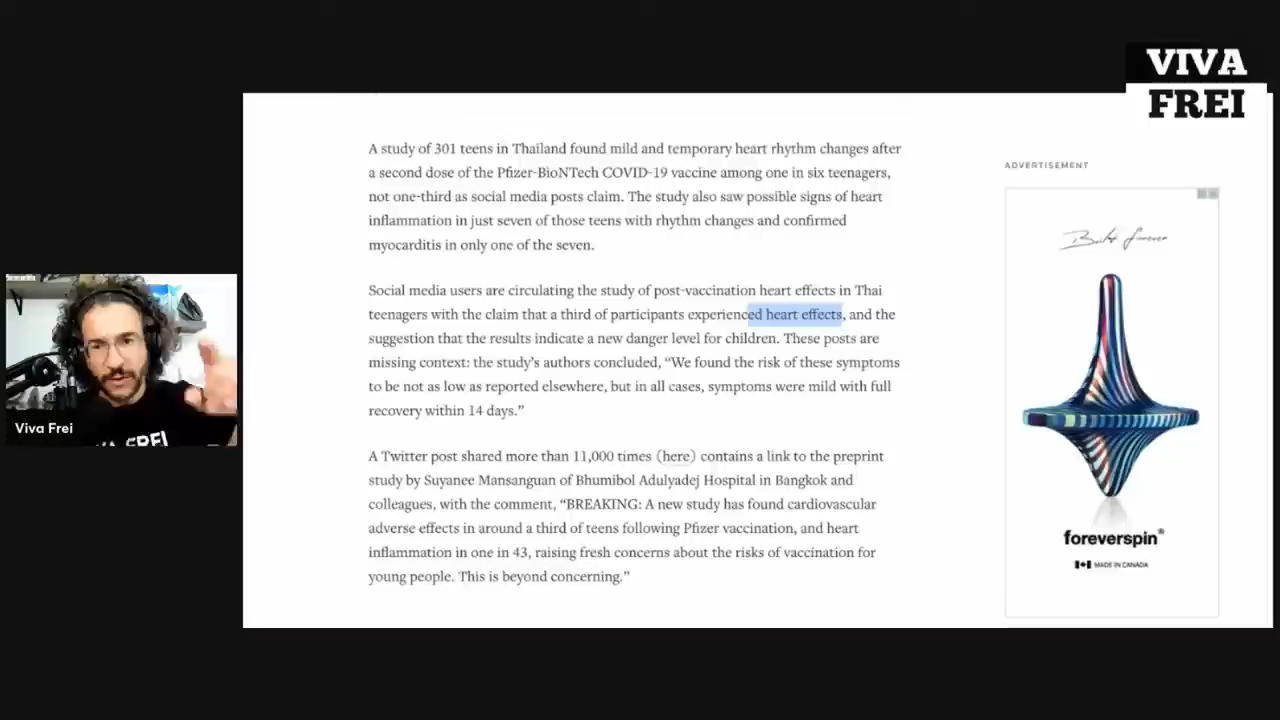 VIVA
FREI
A study of 301 teens in Thailand found mild and temporary heart rhythm changes after
a second dose of the Pfizer-BioNTech COVID-19 vaccine among one in six teenagers,
not one-third as social media posts claim. The study also saw possible signs of heart
inflammation in just seven of those teens with rhythm changes and confirmed
myocarditis in only one of the seven.
Social media users are circulating the study of post-vaccination heart effects in Thai
teenagers with the claim that a third of participants experienced heart effects, and the
suggestion that the results indicate a new danger level for children. These posts are
missing context: the study’s authors concluded, “We found the risk of these symptoms
to be not as low as reported elsewhere, but in all cases, symptoms were mild with full
recovery within 14 days.”
A Twitter post shared more than 11,000 times (here) contains a link to the preprint
study by Suyanee Mansanguan of Bhumibol Adulyadej Hospital in Bangkok and
colleagues, with the comment, “BREAKING: A new study has found cardiovascular
adverse effects in around a third of teens following Pfizer vaccination, and heart
inflammation in one in 43, raising fresh concerns about the risks of vaccination for
young people. This is beyond concerning.”
ADVERTISEMENT
foreverspin®
MADE IN CANADA
VIVA FREI
Viva Frei